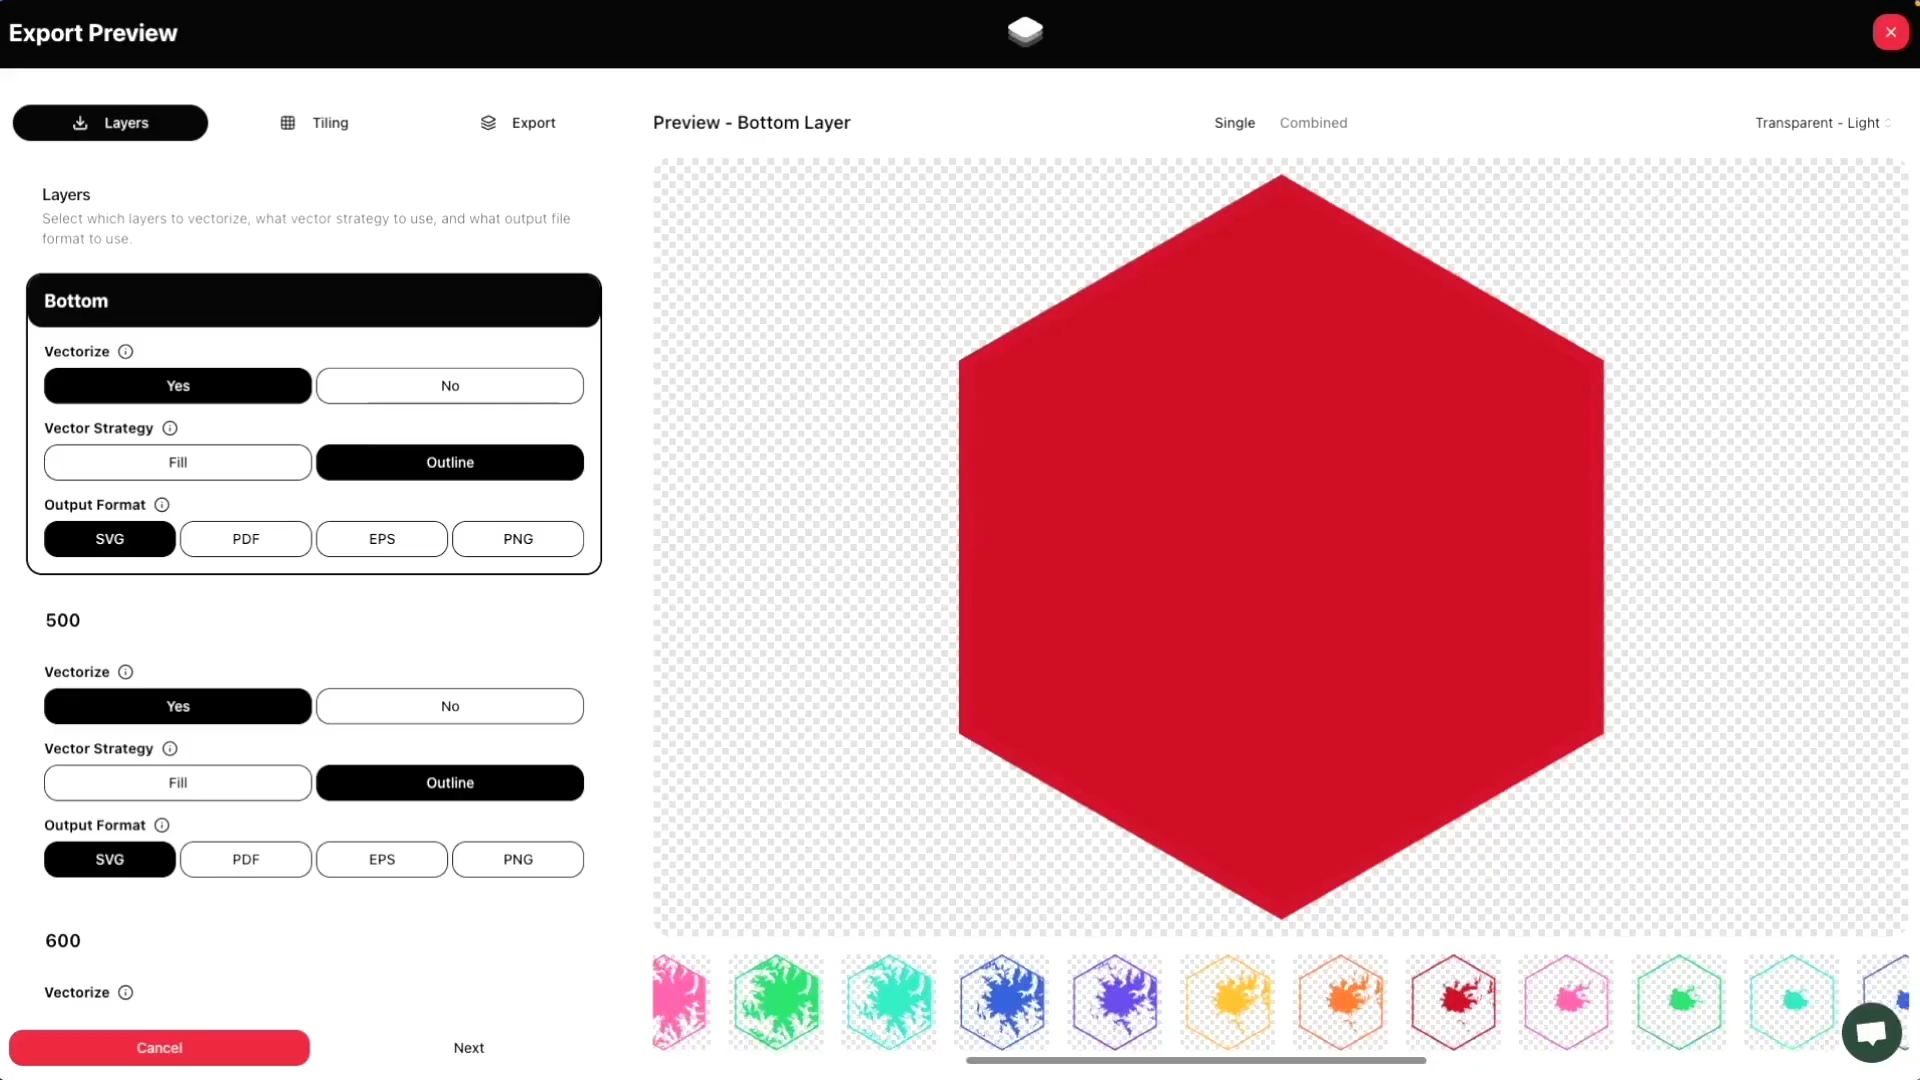 Export Preview
Layers
Tiling
Export
Preview - Bottom Layer
Single
Combined
Transparent - Light
Layers
Select which layers to vectorize, what vector strategy to use, and what output file
format to use.
Bottom
Vectorize
Yes
No
Vector Strategy
Fill
Outline
Output Format
SVG
PDF
EPS
PNG
500
Vectorize
Yes
No
Vector Strategy
Fill
Outline
Output Format
SVG
PDF
EPS
PNG
600
Vectorize
Cancel
Next